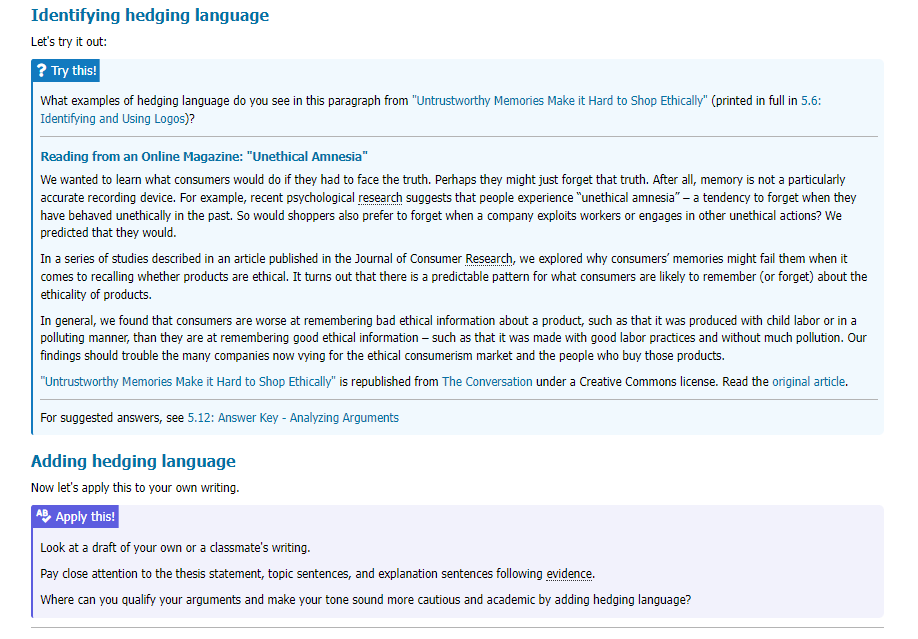 Identifying hedging language
Let's try it out:
? Try this!
What examples of hedging language do you see in this paragraph from "Untrustworthy Memories Make it Hard to Shop Ethically" (printed in full in 5.6:
Identifying and Using Logos)?
Reading from an Online Magazine: "Unethical Amnesia"
We wanted to learn what consumers would do if they had to face the truth. Perhaps they might just forget that truth. After all, memory is not a particularly
accurate recording device. For example, recent psychological research suggests that people experience “unethical amnesia” – a tendency to forget when they
have behaved unethically in the past. So would shoppers also prefer to forget when a company exploits workers or engages in other unethical actions? We
predicted that they would.
In a series of studies described in an article published in the Journal of Consumer Research, we explored why consumers’ memories might fail them when it
comes to recalling whether products are ethical. It turns out that there is a predictable pattern for what consumers are likely to remember (or forget) about the
ethicality of products.
In general, we found that consumers are worse at remembering bad ethical information about a product, such as that it was produced with child labor or in a
polluting manner, than they are at remembering good ethical information – such as that it was made with good labor practices and without much pollution. Our
findings should trouble the many companies now vying for the ethical consumerism market and the people who buy those products.
"Untrustworthy Memories Make it Hard to Shop Ethically" is republished from The Conversation under a Creative Commons license. Read the original article.
For suggested answers, see 5.12: Answer Key - Analyzing Arguments
Adding hedging language
Now let's apply this to your own writing.
AB Apply this!
Look at a draft of your own or a classmate's writing.
Pay close attention to the thesis statement, topic sentences, and explanation sentences following evidence.
Where can you qualify your arguments and make your tone sound more cautious and academic by adding hedging language?